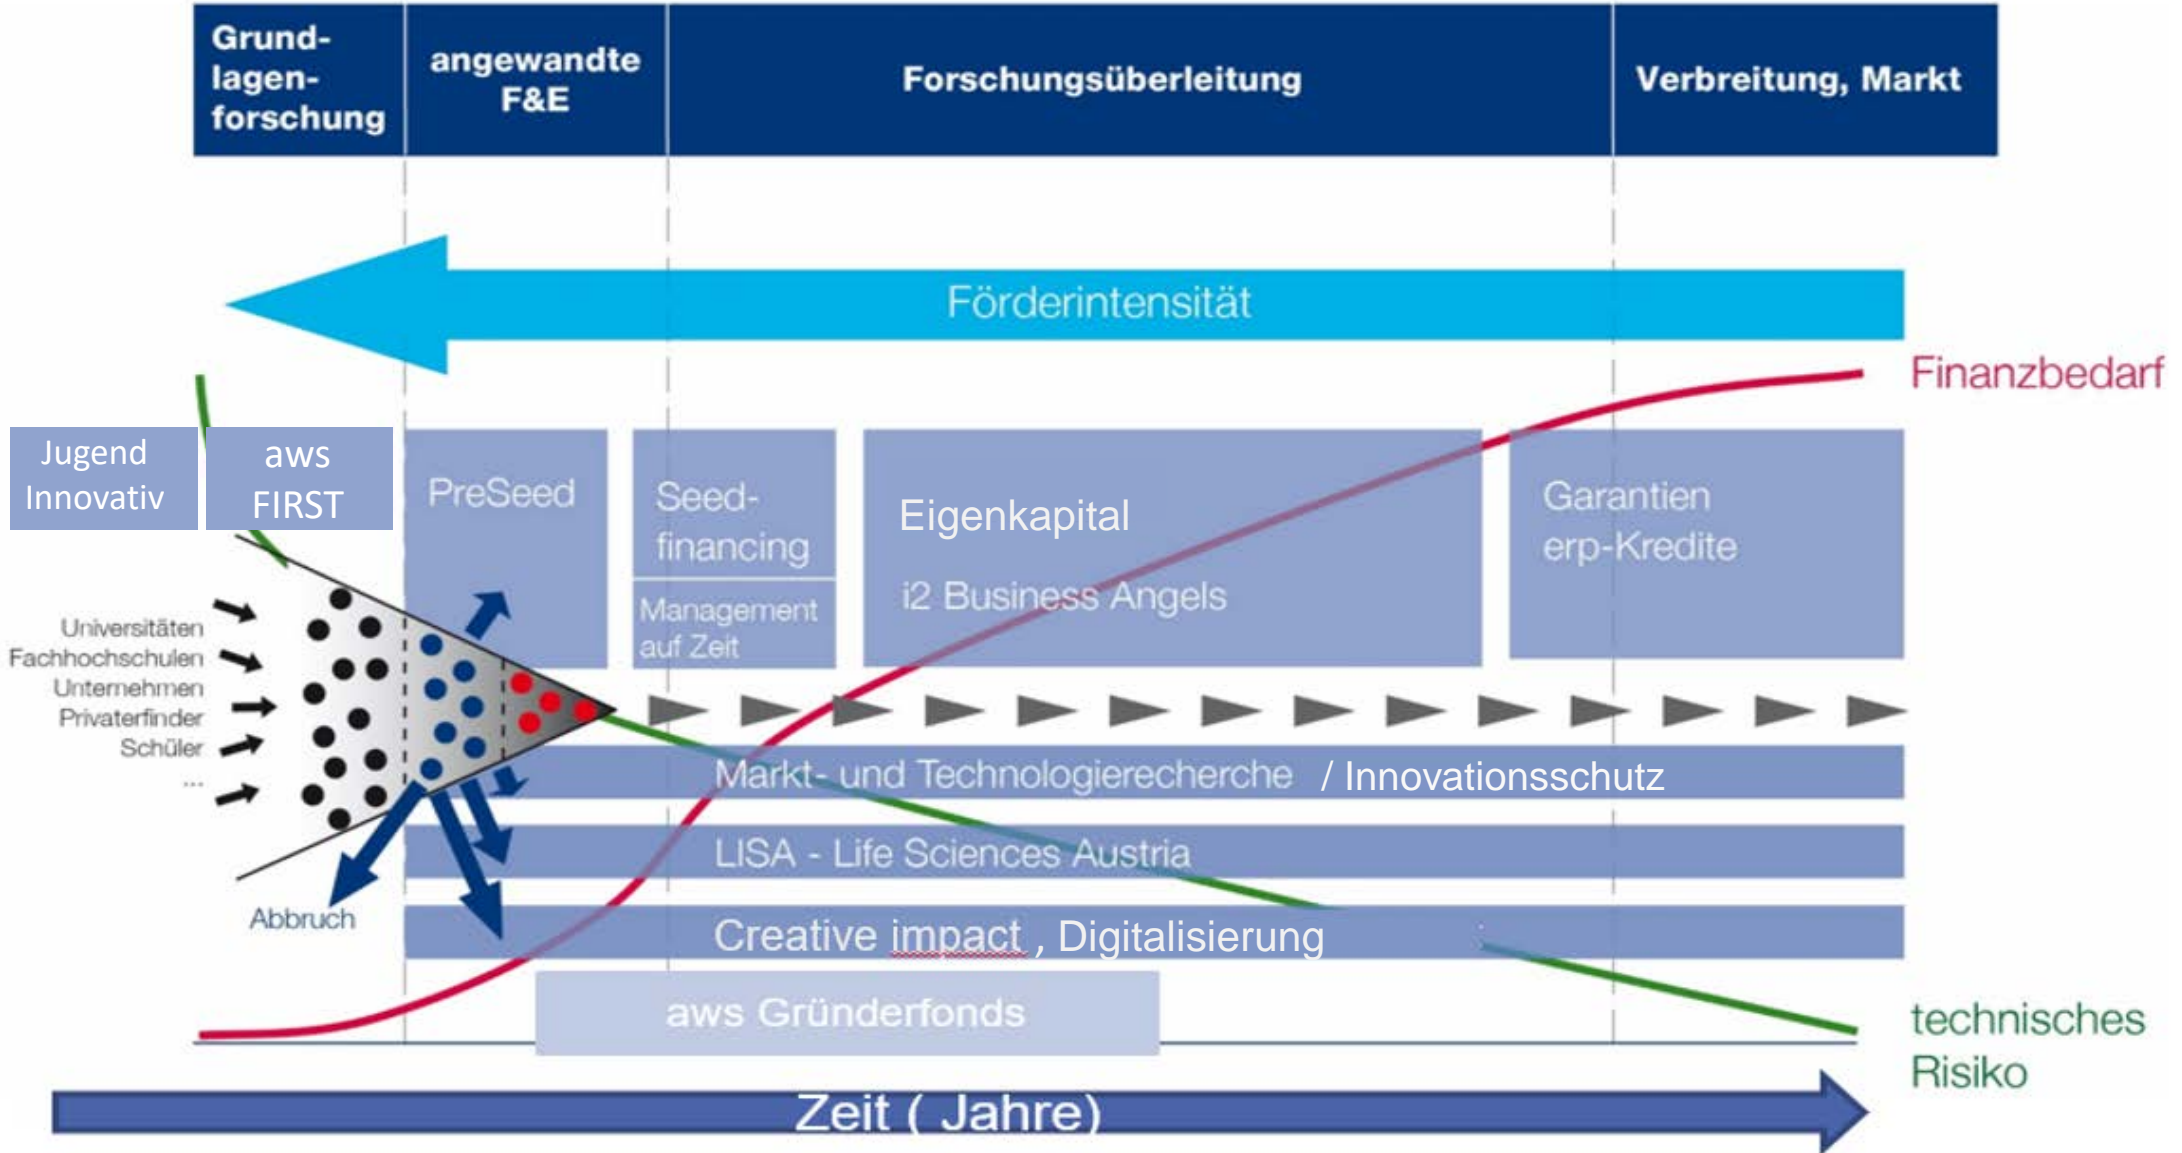 Grund-
lagen-
forschung
angewandte
F&E
Forschungsüberleitung
Verbreitung, Markt
Förderintensität
Finanzbedarf
Jugend
Innovativ
aws
FIRST
PreSeed
Seed-
financing
Management
auf Zeit
Eigenkapital
i2 Business Angels
Garantien
erp-Kredite
Universitäten
Fachhochschulen
Unternehmen
Privaterfinder
Schüler
...
Abbruch
Markt- und Technologierecherche / Innovationsschutz
LISA - Life Sciences Austria
Creative impact , Digitalisierung
aws Gründerfonds
technisches
Risiko
Zeit ( Jahre)